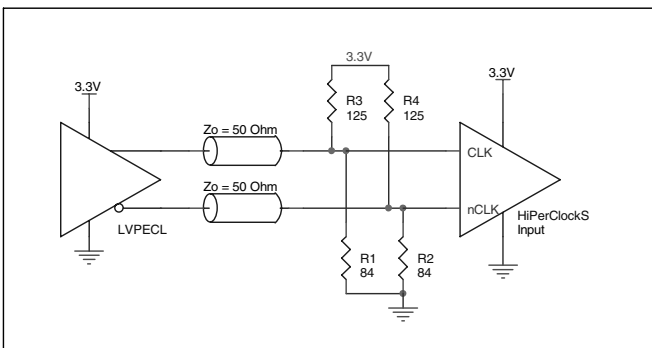 3.3V
3.3V
3.3V
R3
125
R4
125
Zo = 50 Ohm
CLK
Zo = 50 Ohm
nCLK
HiPerClockS
Input
LVPECL
R1
84
R2
84